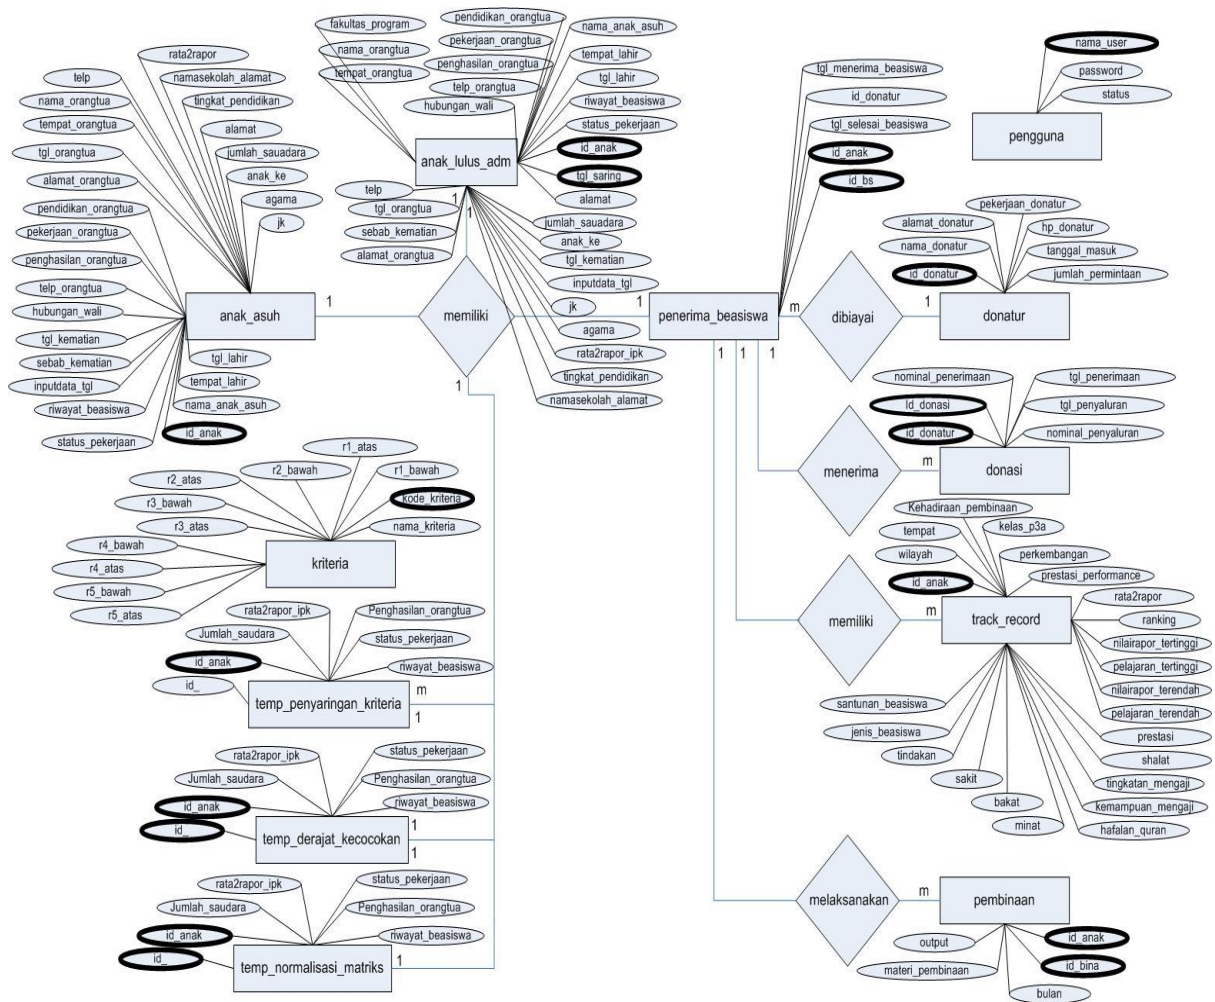 rata2rapor
telp
namasekolah_alamat
nama_orangtua
tingkat_pendidikan
tempat_orangtua
alamat
tgl_orangtua
jumlah_sauadara
anak_ke
alamat_orangtua
agama
pendidikan_orangtua
jk
pekerjaan_orangtua
penghasilan_orangtua
telp_orangtua
hubungan_wali
tgl_kematian
sebab_kematian
inputdata_tgl
riwayat_beasiswa
status_pekerjaan
anak_asuh
tgl_lahir
tempat_lahir
nama_anak_asuh
id_anak
1
fakultas_program
nama_orangtua
tempat_orangtua
pendidikan_orangtua
pekerjaan_orangtua
penghasilan_orangtua
telp_orangtua
hubungan_wali
nama_anak_asuh
tempat_lahir
tgl_lahir
riwayat_beasiswa
status_pekerjaan
id_anak
tgl_saring
alamat
anak_lulus_adm
telp
tgl_orangtua
sebab_kematian
alamat_orangtua
1
1
1
jumlah_sauadara
anak_ke
tgl_kematian
inputdata_tgl
jk
agama
rata2rapor_ipk
tingkat_pendidikan
namasekolah_alamat
memiliki
1
1
tgl_menerima_beasiswa
id_donatur
tgl_selesai_beasiswa
id_anak
id_bs
penerima_beasiswa
1
1
1
1
m
dibiayai
1
nama_user
password
status
pengguna
pekerjaan_donatur
alamat_donatur
hp_donatur
nama_donatur
tanggal_masuk
id_donatur
jumlah_permintaan
donatur
nominal_penerimaan
tgl_penerimaan
Id_donasi
tgl_penyaluran
id_donatur
nominal_penyaluran
menerima
m
donasi
Kehadiraan_pembinaan
tempat
kelas_p3a
wilayah
perkembangan
id_anak
prestasi_performance
memiliki
m
track_record
rata2rapor
ranking
nilairapor_tertinggi
pelajaran_tertinggi
nilairapor_terendah
pelajaran_terendah
prestasi
shalat
tingkatan_mengaji
kemampuan_mengaji
hafalan_quran
santunan_beasiswa
jenis_beasiswa
tindakan
sakit
bakat
minat
melaksanakan
m
pembinaan
output
id_anak
materi_pembinaan
id_bina
bulan
r1_atas
r2_bawah
r1_bawah
r2_atas
kode_kriteria
r3_bawah
r3_atas
nama_kriteria
r4_bawah
r4_atas
r5_bawah
r5_atas
kriteria
rata2rapor_ipk
Penghasilan_orangtua
Jumlah_saudara
status_pekerjaan
id_anak
riwayat_beasiswa
id_
temp_penyaringan_kriteria
m
1
rata2rapor_ipk
status_pekerjaan
Jumlah_saudara
Penghasilan_orangtua
id_anak
riwayat_beasiswa
id_
temp_derajat_kecocokan
1
1
rata2rapor_ipk
status_pekerjaan
Jumlah_saudara
Penghasilan_orangtua
id_anak
riwayat_beasiswa
id_
temp_normalisasi_matriks
1